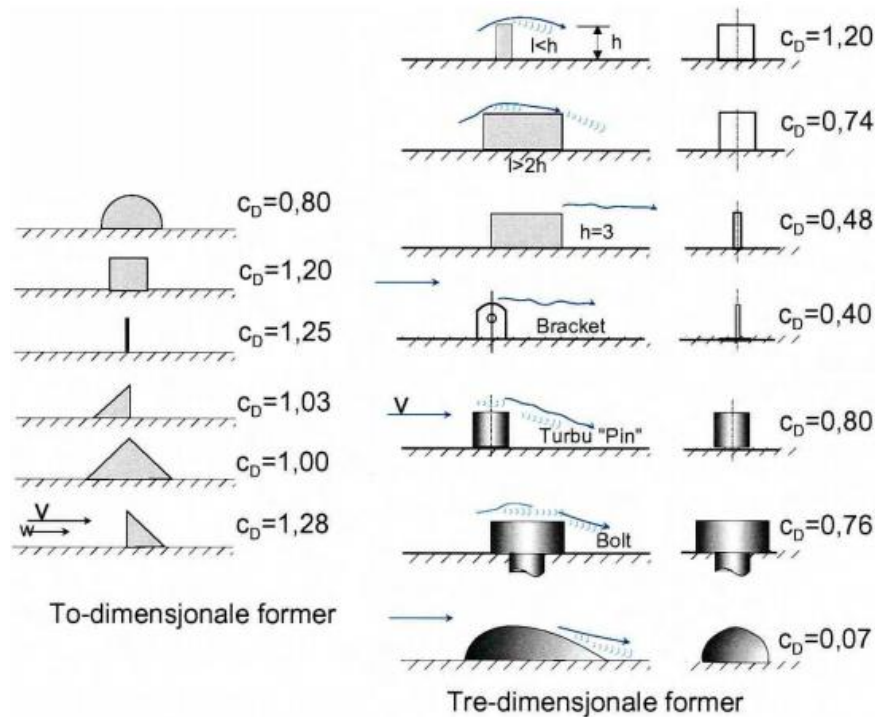 c_D=0,80
c_D=1,20
c_D=1,25
c_D=1,03
c_D=1,00
V
w
c_D=1,28
To-dimensjonale former
l<h
h
c_D=1,20
l>2h
c_D=0,74
h=3
c_D=0,48
Bracket
c_D=0,40
V
Turbu "Pin"
c_D=0,80
Bolt
c_D=0,76
c_D=0,07
Tre-dimensjonale former